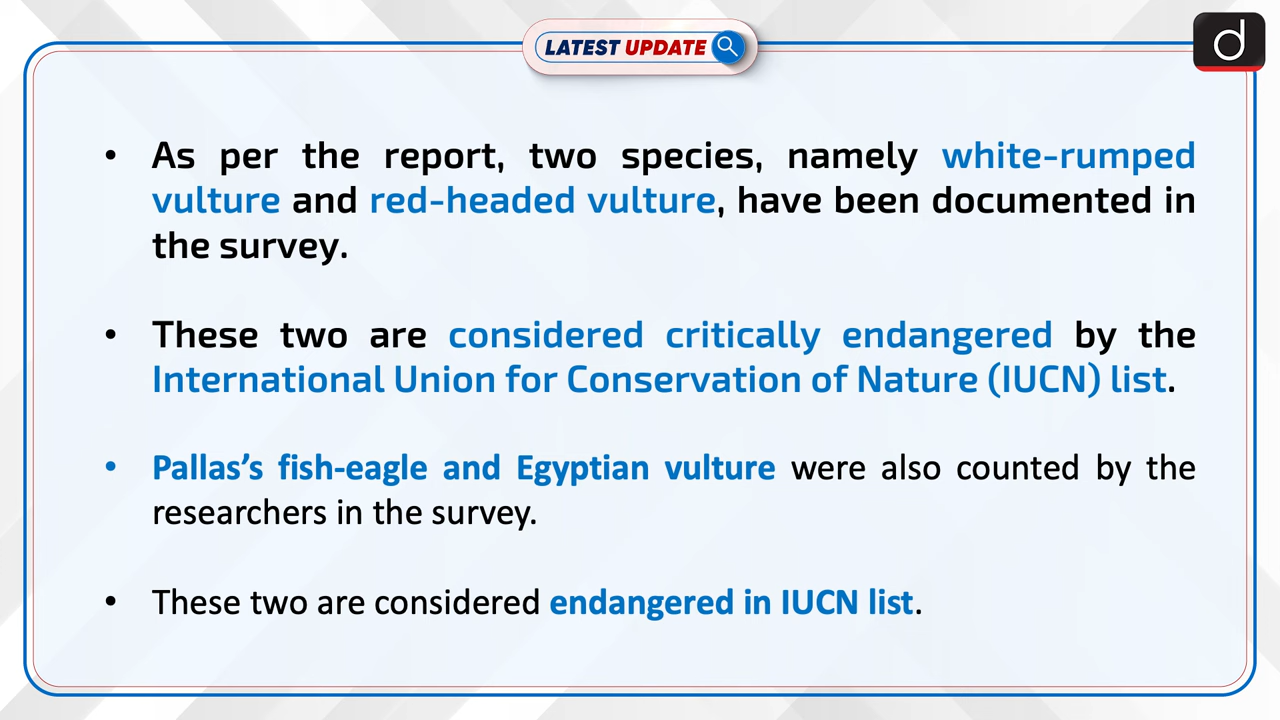 LATEST UPDATE
d
• As per the report, two species, namely white-rumped
vulture and red-headed vulture, have been documented in
the survey.
• These two are considered critically endangered by the
International Union for Conservation of Nature (IUCN) list.
• Pallas’s fish-eagle and Egyptian vulture were also counted by the
researchers in the survey.
• These two are considered endangered in IUCN list.